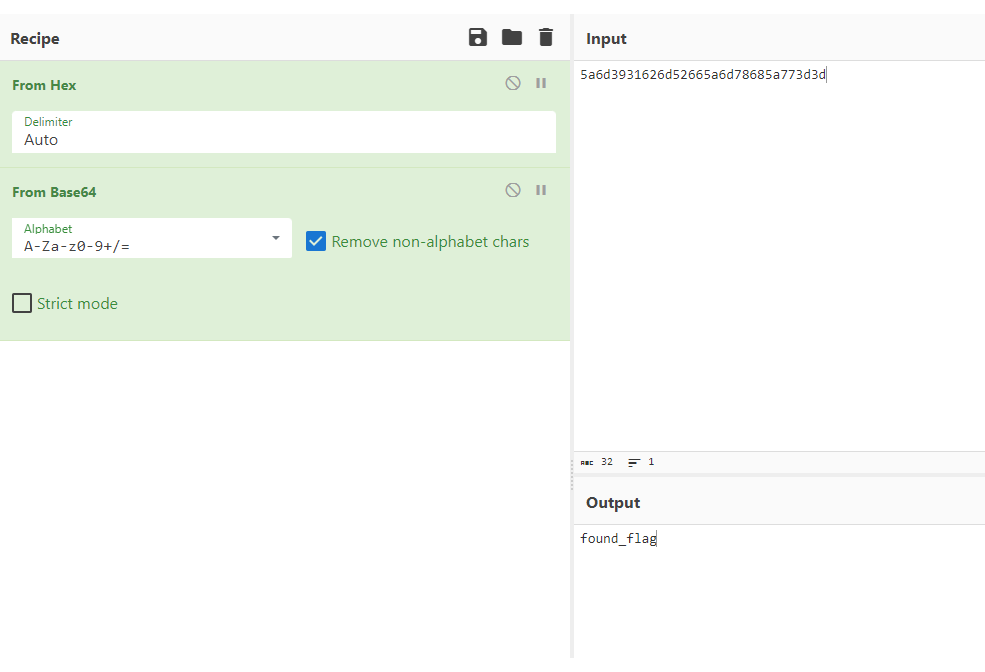 Recipe
From Hex
Delimiter
Auto
From Base64
Alphabet
A-Za-z0-9+/=
Remove non-alphabet chars
Strict mode
Input
5a6d3931626d52665a6d78685a773d3d
ABC 32 1
Output
found_flag